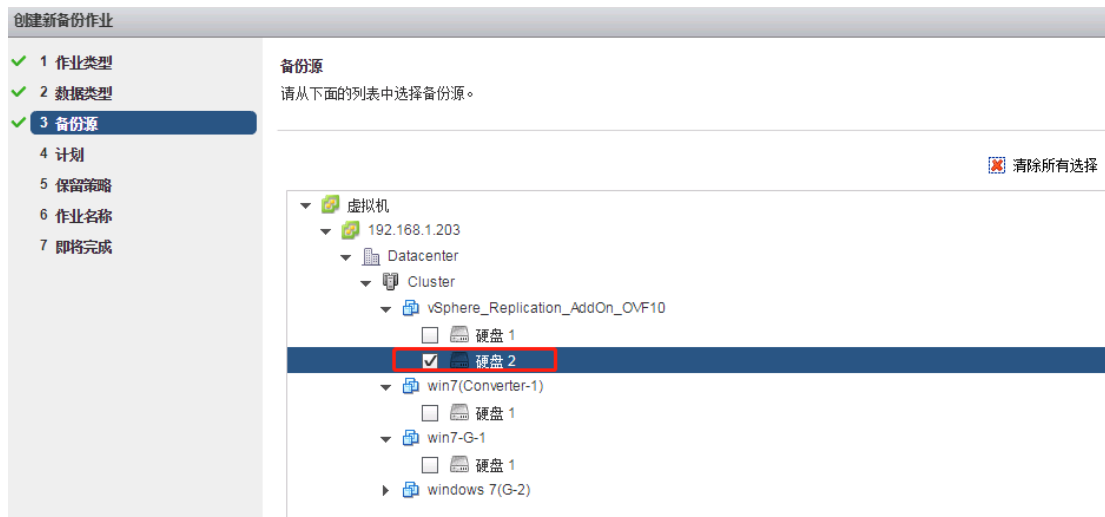 创建新备份作业
1 作业类型
2 数据类型
3 备份源
4 计划
5 保留策略
6 作业名称
7 即将完成
备份源
请从下面的列表中选择备份源。
清除所有选择
虚拟机
192.168.1.203
Datacenter
Cluster
vSphere_Replication_AddOn_OVF10
硬盘 1
硬盘 2
win7(Converter-1)
硬盘 1
win7-G-1
硬盘 1
windows 7(G-2)